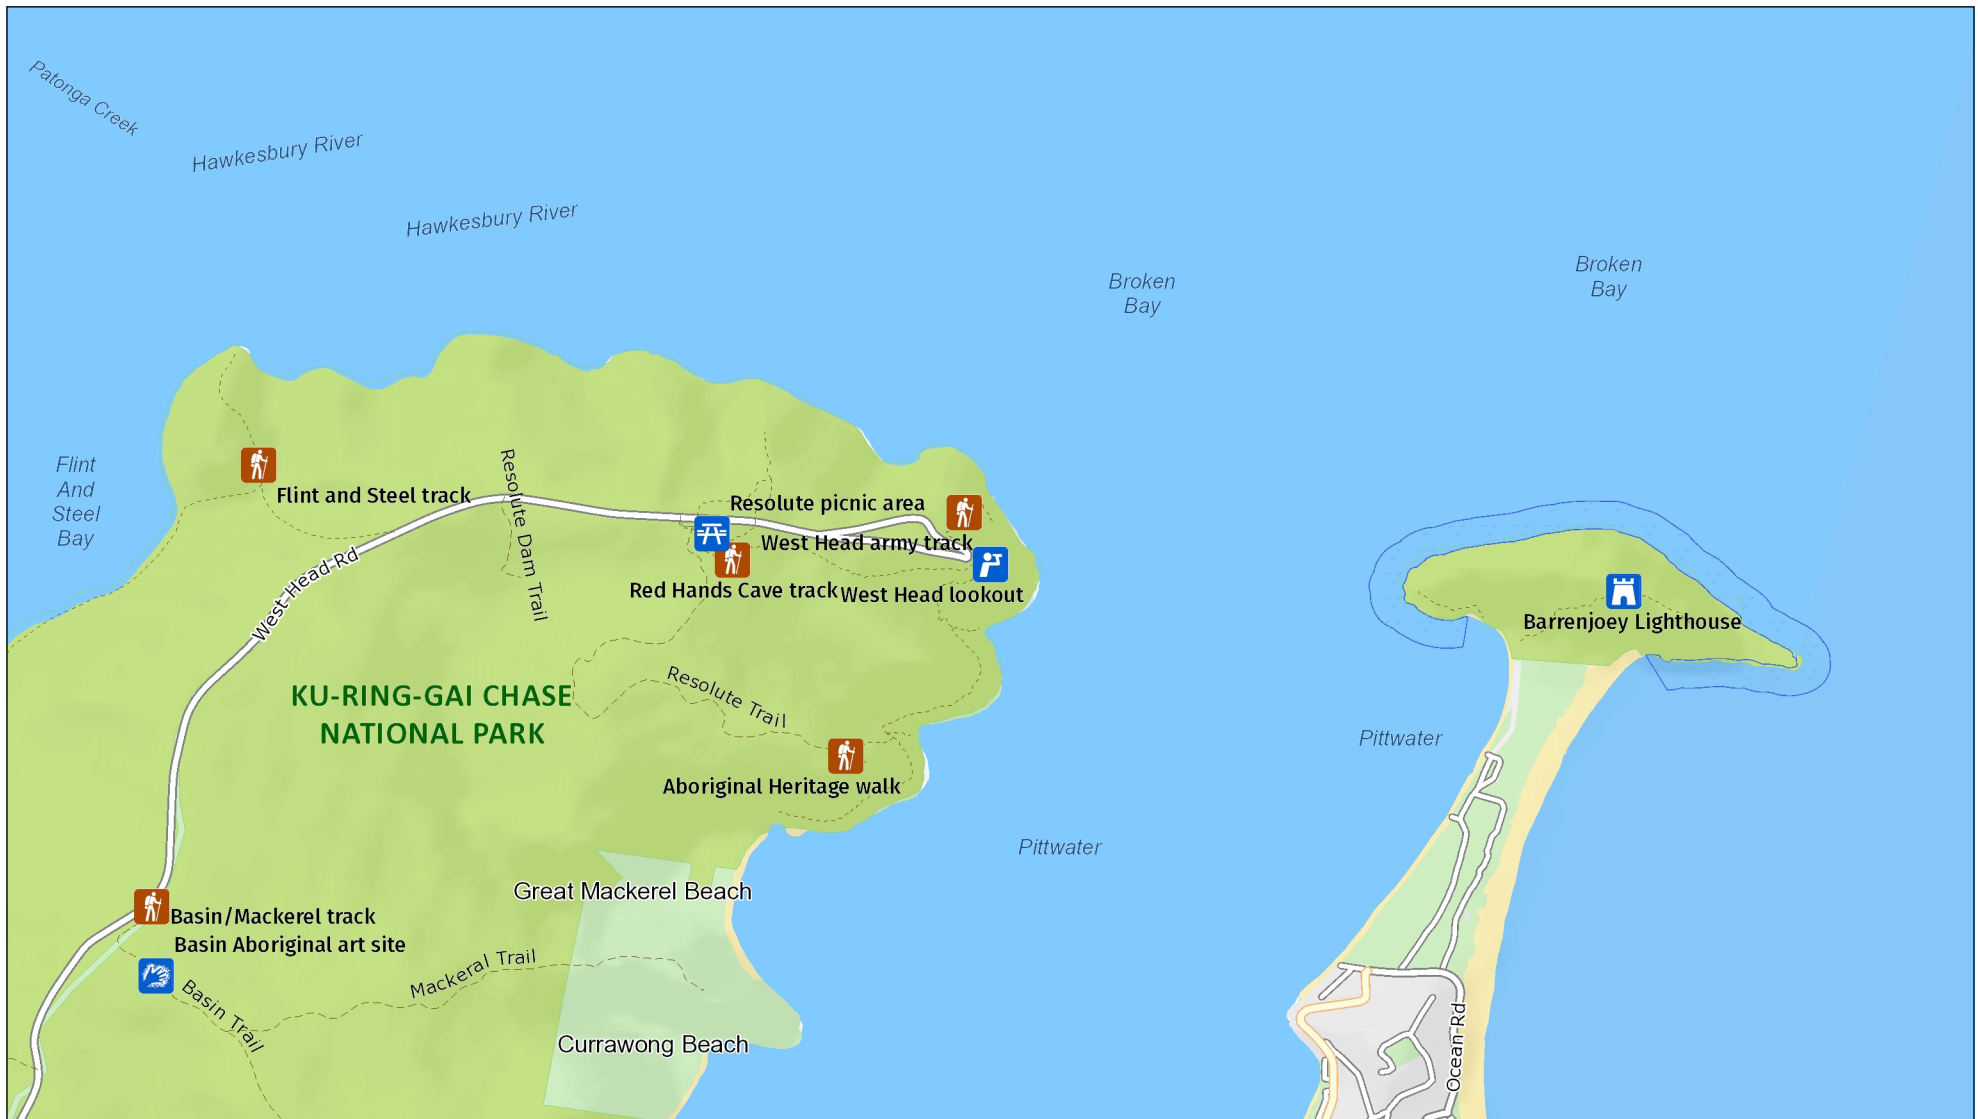 Patonga Creek
Hawkesbury River
Hawkesbury River
Broken
Bay
Broken
Bay
Flint
And
Steel
Bay
Flint and Steel track
Resolute Dam Trail
Resolute picnic area
West Head army track
West Head Rd
Red Hands Cave track
West Head lookout
Barrenjoey Lighthouse
KU-RING-GAI CHASE
NATIONAL PARK
Resolute Trail
Pittwater
Aboriginal Heritage walk
Pittwater
Great Mackerel Beach
Basin/Mackerel track
Basin Aboriginal art site
Mackeral Trail
Basin Trail
Currawong Beach
Ocean Rd